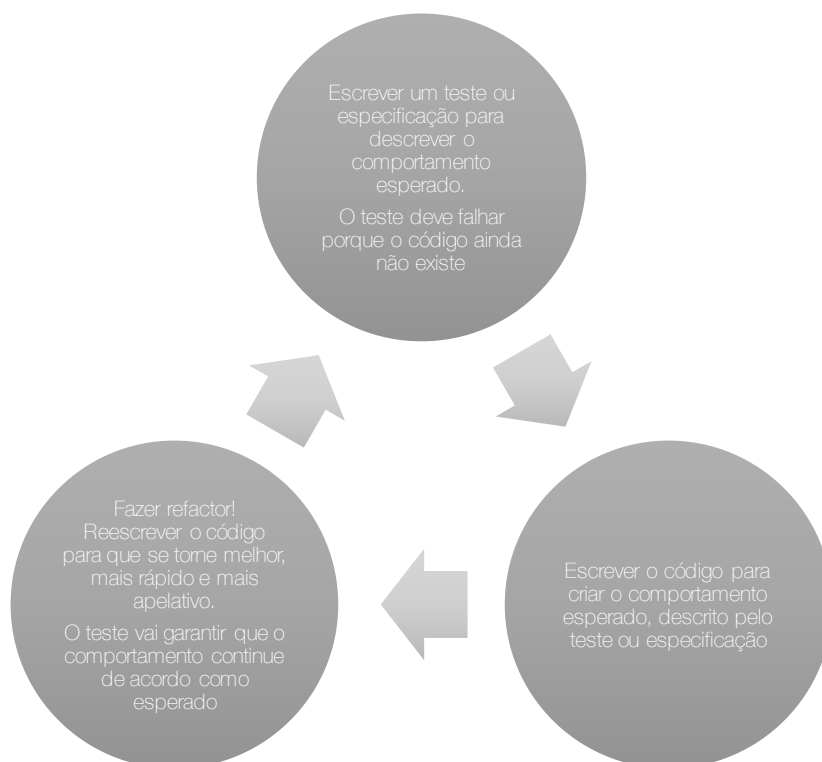 Escrever um teste ou
especificação para
descrever o
comportamento
esperado.
O teste deve falhar
porque o código ainda
não existe
Escrever o código para
criar o comportamento
esperado, descrito pelo
teste ou especificação
Fazer refactor!
Reescrever o código
para que se torne melhor,
mais rápido e mais
apelativo.
O teste vai garantir que o
comportamento continue
de acordo como
esperado